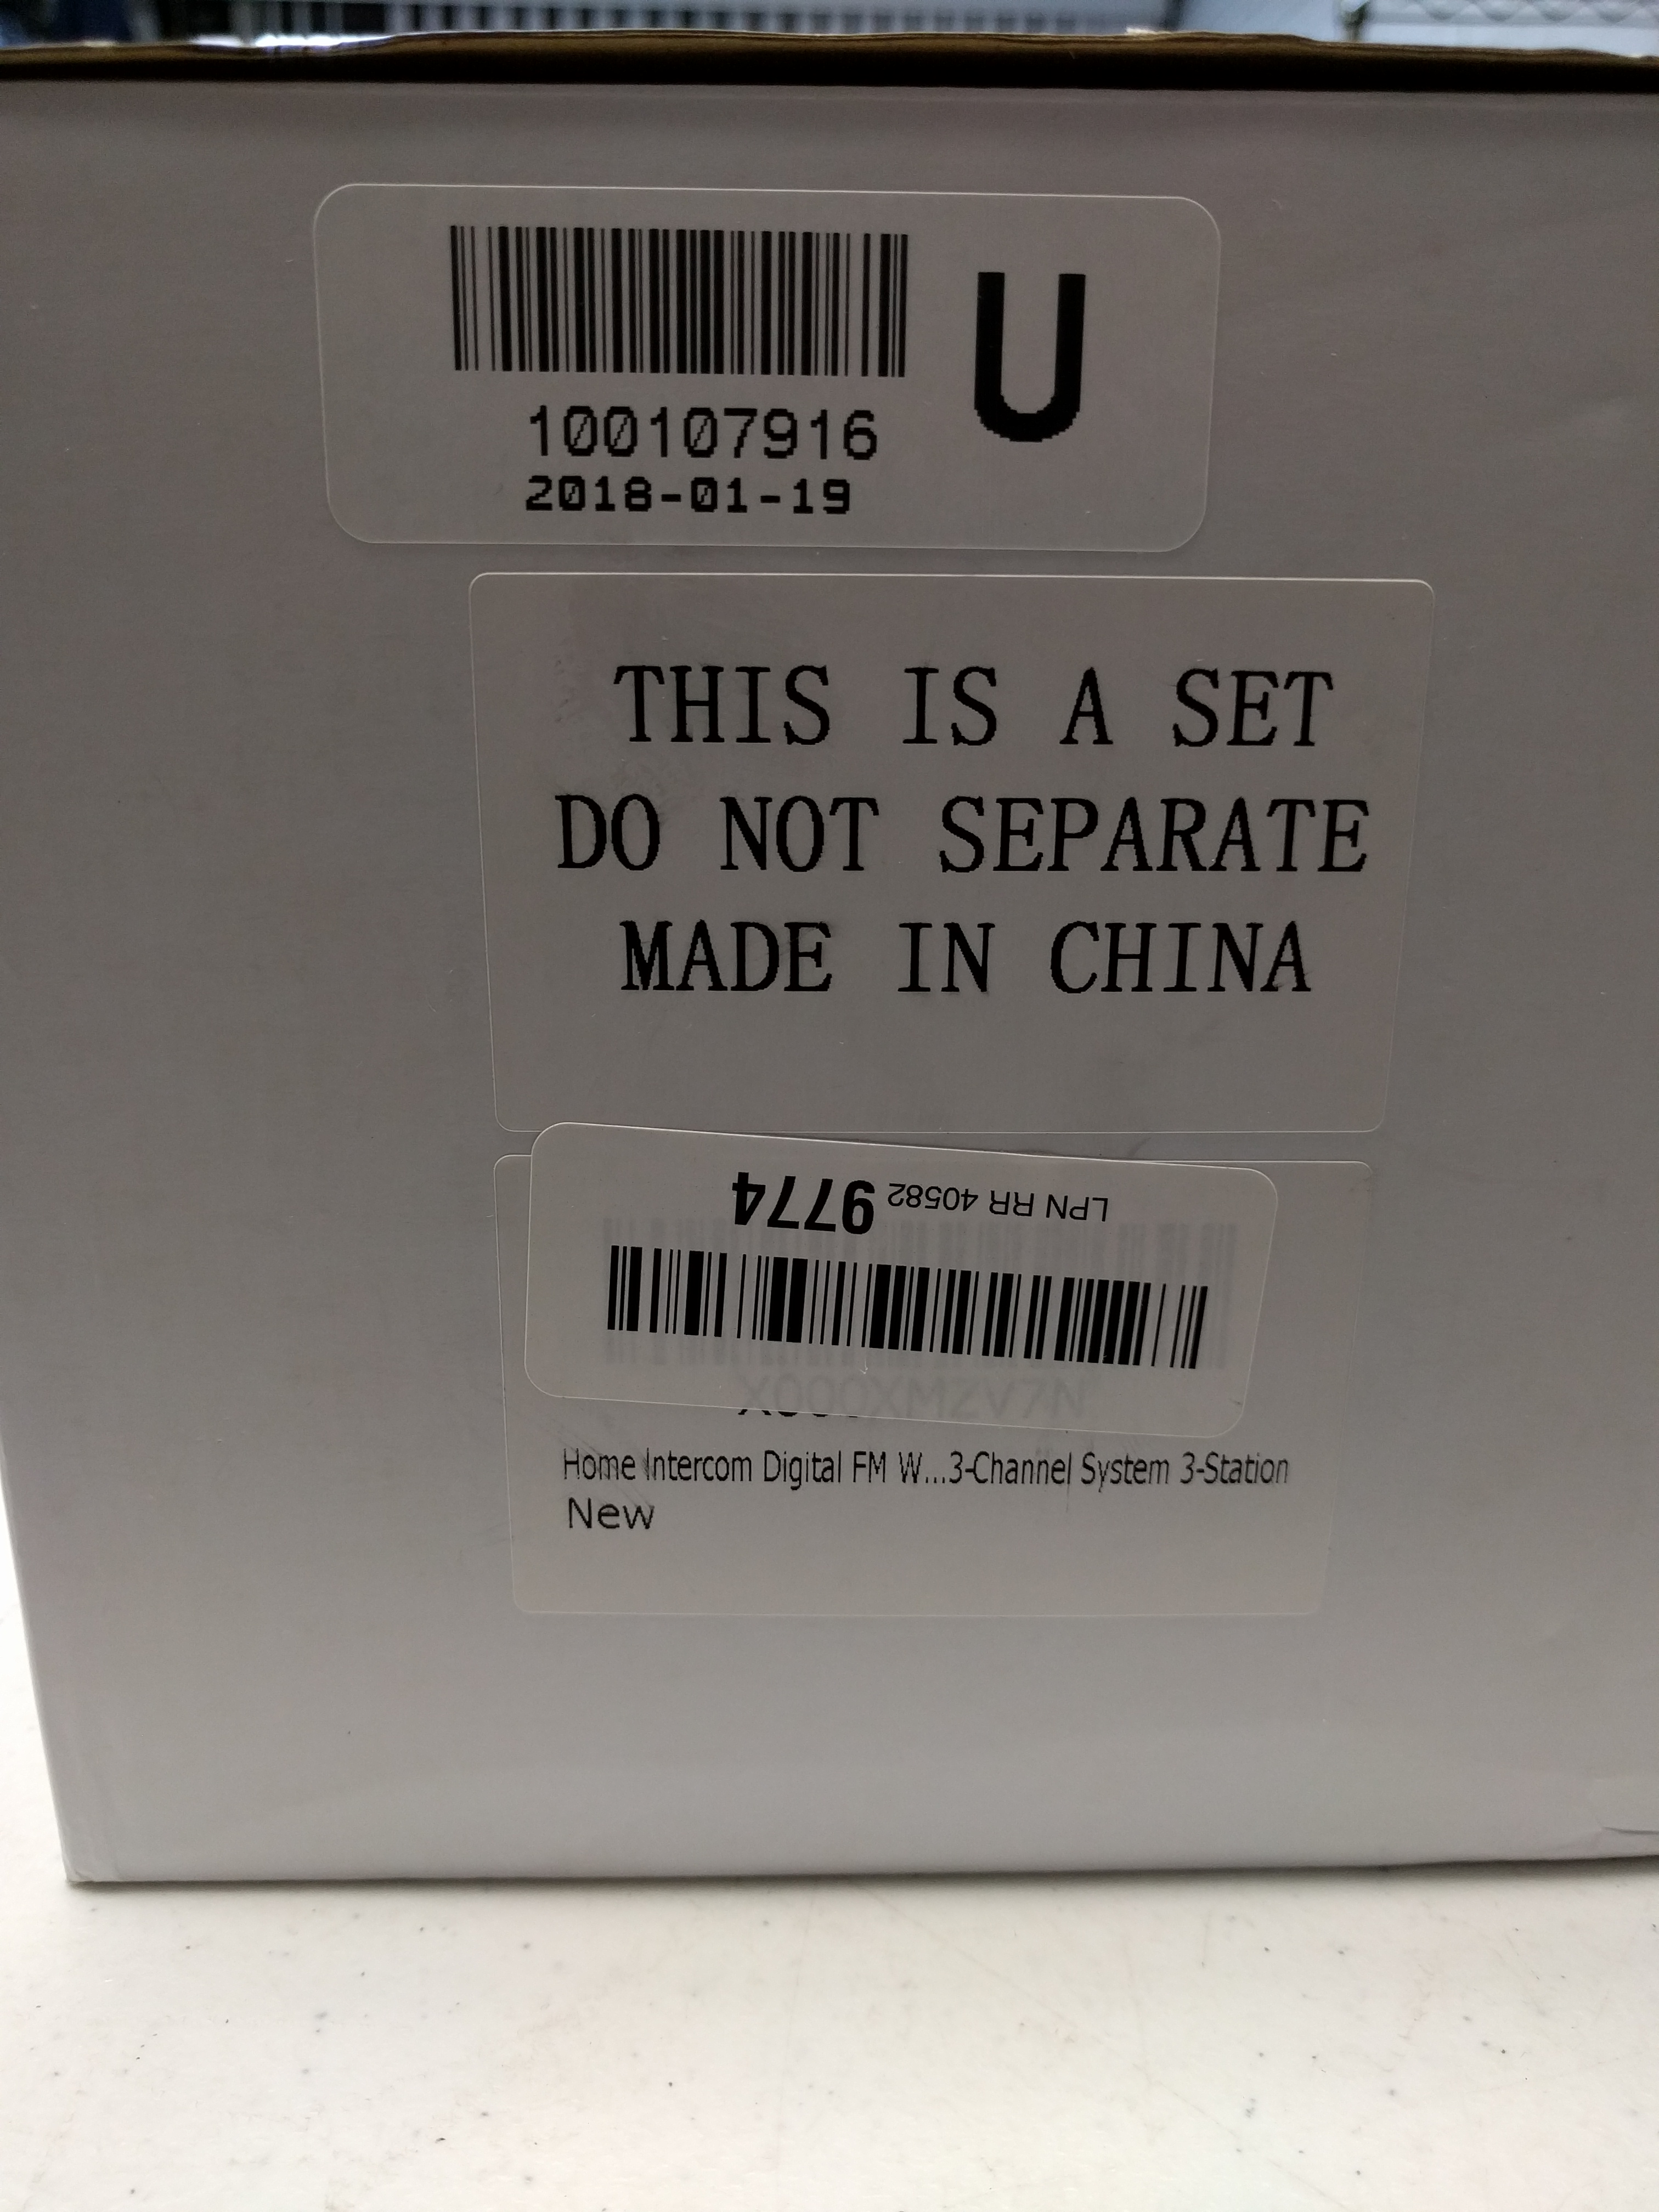 100107916
U
2018-01-19
THIS IS A SET
DO NOT SEPARATE
MADE IN CHINA
LPN RR 40582 9774
X000XMZV7N
Home Intercom Digital FM W...3-Channel System 3-Station
New